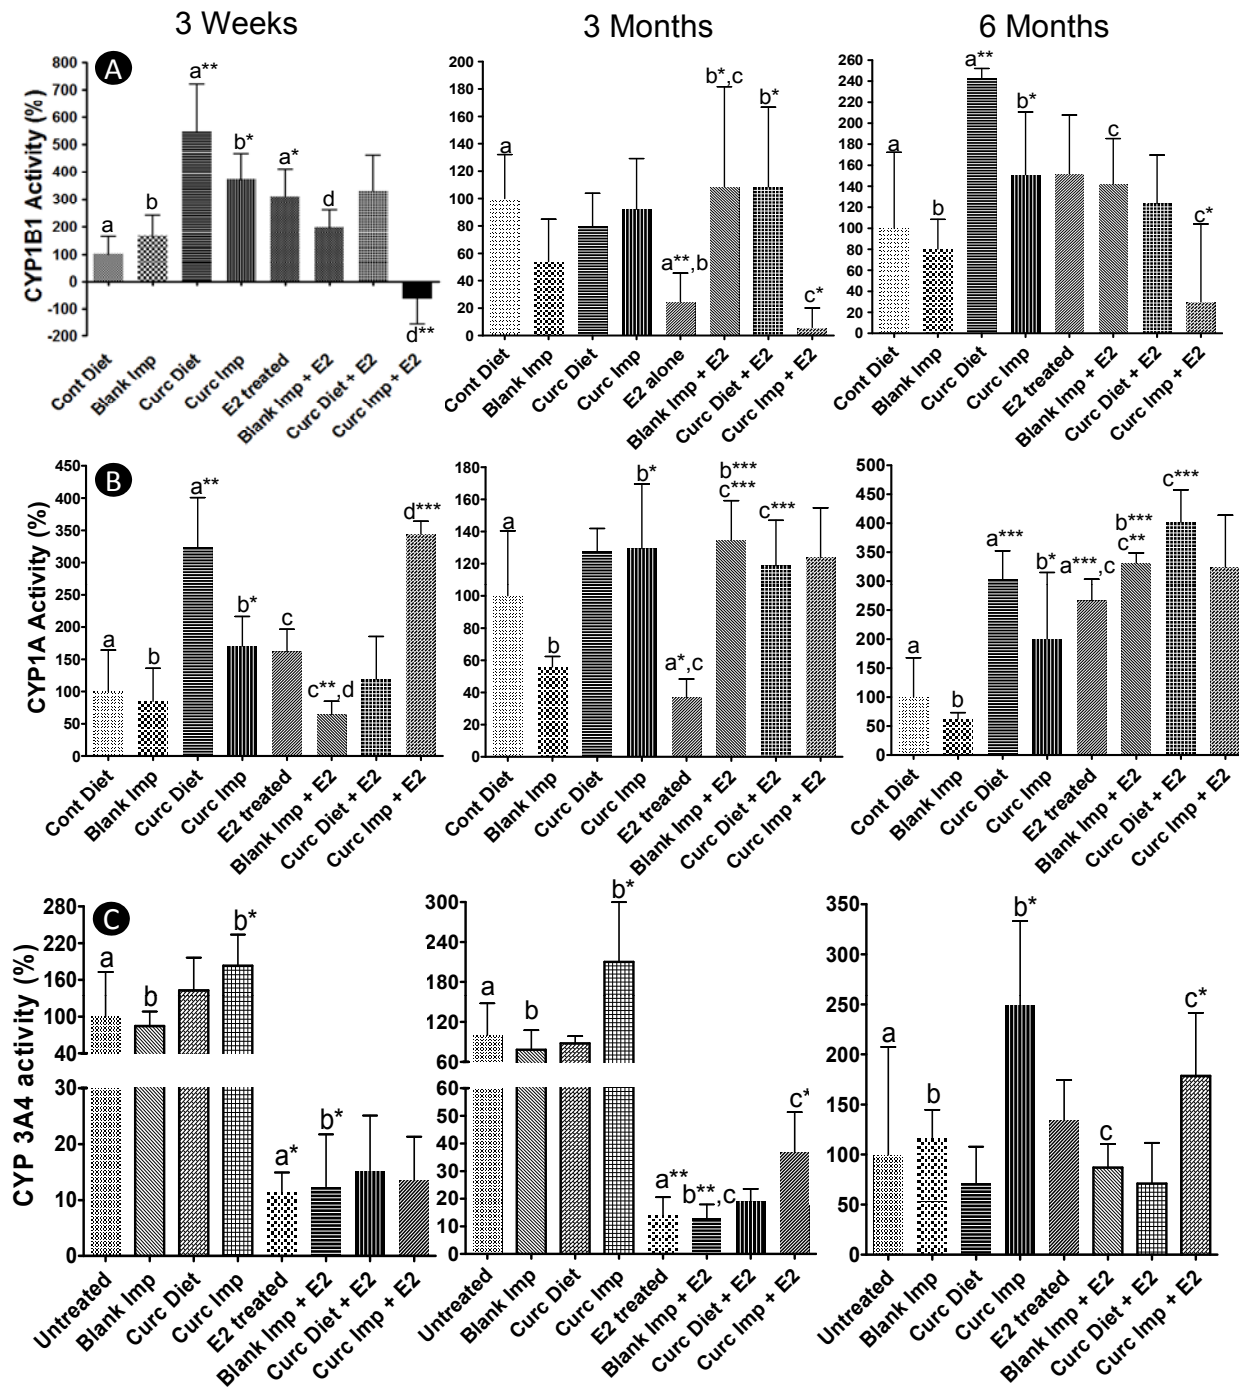 3 Weeks
3 Months
6 Months
A
CYP1B1 Activity (%)
800
700
600
500
400
300
200
100
0
-100
-200
a
b
a**
b*
a*
d
d**
Cont Diet
Blank Imp
Curc Diet
Curc Imp
E2 treated
Blank Imp + E2
Curc Diet + E2
Curc Imp + E2
200
180
160
140
120
100
80
60
40
20
0
a
a**,b
b*,c
b*
c*
Cont Diet
Blank Imp
Curc Diet
Curc Imp
E2 alone
Blank Imp + E2
Curc Diet + E2
Curc Imp + E2
260
240
220
200
180
160
140
120
100
80
60
40
20
0
a
b
a**
b*
c
c*
Cont Diet
Blank Imp
Curc Diet
Curc Imp
E2 treated
Blank Imp + E2
Curc Diet + E2
Curc Imp + E2
B
CYP1A Activity (%)
450
400
350
300
250
200
150
100
50
0
a
b
a**
b*
c
c**,d
d***
Cont Diet
Blank Imp
Curc Diet
Curc Imp
E2 treated
Blank Imp + E2
Curc Diet + E2
Curc Imp + E2
180
160
140
120
100
80
60
40
20
0
a
b
b*
a*,c
b***
c***
c***
Cont Diet
Blank Imp
Curc Diet
Curc Imp
E2 treated
Blank Imp + E2
Curc Diet + E2
Curc Imp + E2
500
450
400
350
300
250
200
150
100
50
0
a
b
a***
b*
a***,c
b***
c**
c***
Cont Diet
Blank Imp
Curc Diet
Curc Imp
E2 treated
Blank Imp + E2
Curc Diet + E2
Curc Imp + E2
C
CYP 3A4 activity (%)
280
220
160
100
40
30
20
10
0
a
b
b*
a*
b*
Untreated
Blank Imp
Curc Diet
Curc Imp
E2 treated
Blank Imp + E2
Curc Diet + E2
Curc Imp + E2
300
240
180
120
60
60
50
40
30
20
10
0
a
b
b*
a**
b**,c
c*
Untreated
Blank Imp
Curc Diet
Curc Imp
E2 treated
Blank Imp + E2
Curc Diet + E2
Curc Imp + E2
350
300
250
200
150
100
50
0
a
b
b*
c
c*
Untreated
Blank Imp
Curc Diet
Curc Imp
E2 treated
Blank Imp + E2
Curc Diet + E2
Curc Imp + E2